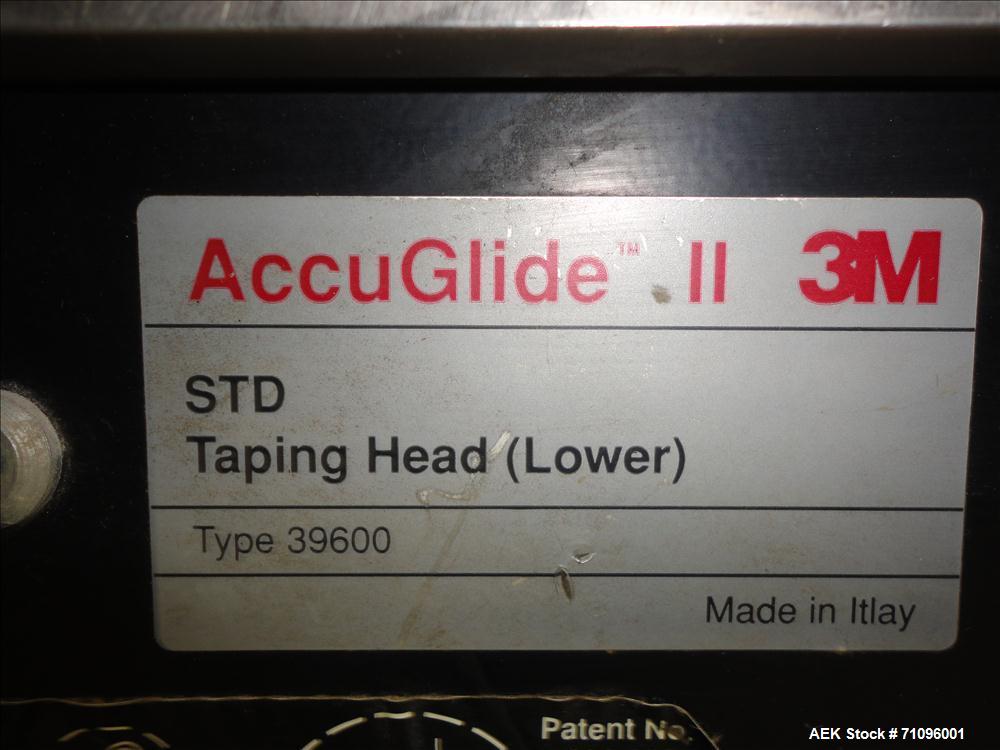 AccuGlide™ II 3M
STD
Taping Head (Lower)
Type 39600
Made in Itlay
Patent No.
AEK Stock #71096001